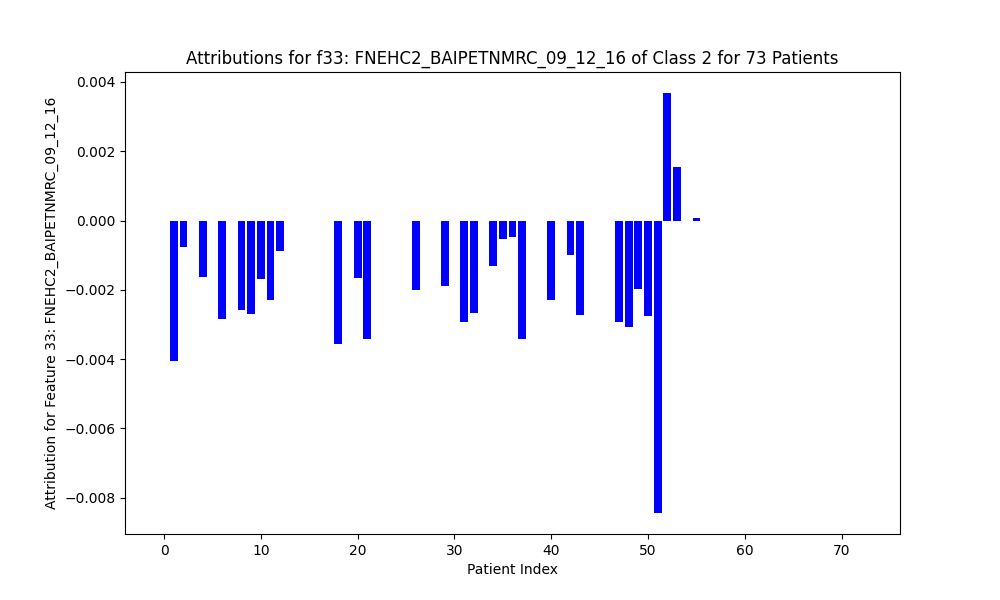 Attributions for f33: FNEHC2_BAIPETNMRC_09_12_16 of Class 2 for 73 Patients
Attribution for Feature 33: FNEHC2_BAIPETNMRC_09_12_16
0.004
0.002
0.000
−0.002
−0.004
−0.006
−0.008
0 10 20 30 40 50 60 70
Patient Index